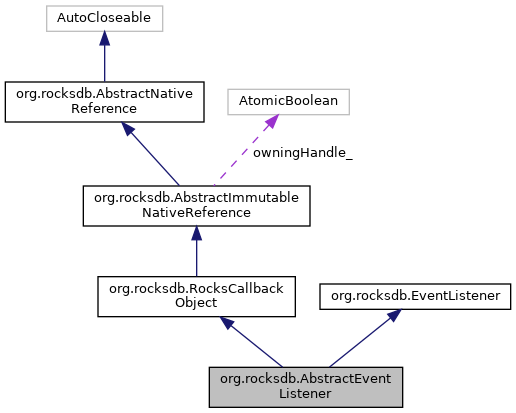 AutoCloseable
org.rocksdb.AbstractNative
Reference
AtomicBoolean
owningHandle_
org.rocksdb.AbstractImmutable
NativeReference
org.rocksdb.RocksCallback
Object
org.rocksdb.EventListener
org.rocksdb.AbstractEvent
Listener